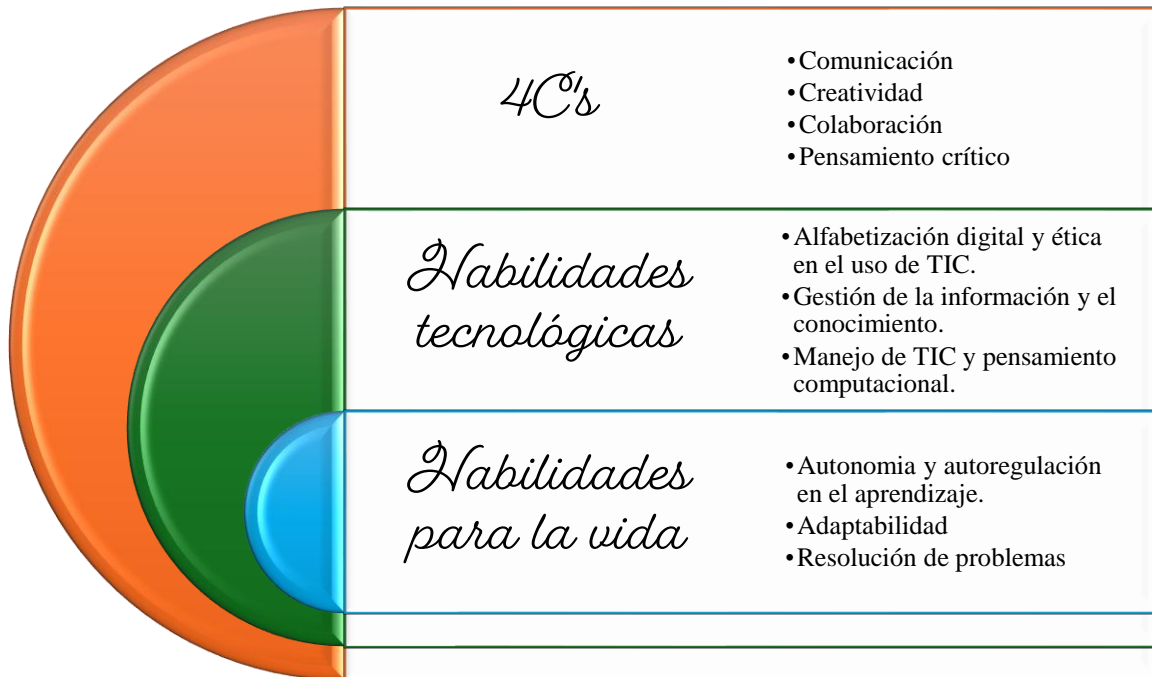 4C's
•Comunicación
•Creatividad
•Colaboración
•Pensamiento crítico
Habilidades
tecnológicas
•Alfabetización digital y ética
en el uso de TIC.
•Gestión de la información y el
conocimiento.
•Manejo de TIC y pensamiento
computacional.
Habilidades
para la vida
•Autonomia y autoregulación
en el aprendizaje.
•Adaptabilidad
•Resolución de problemas